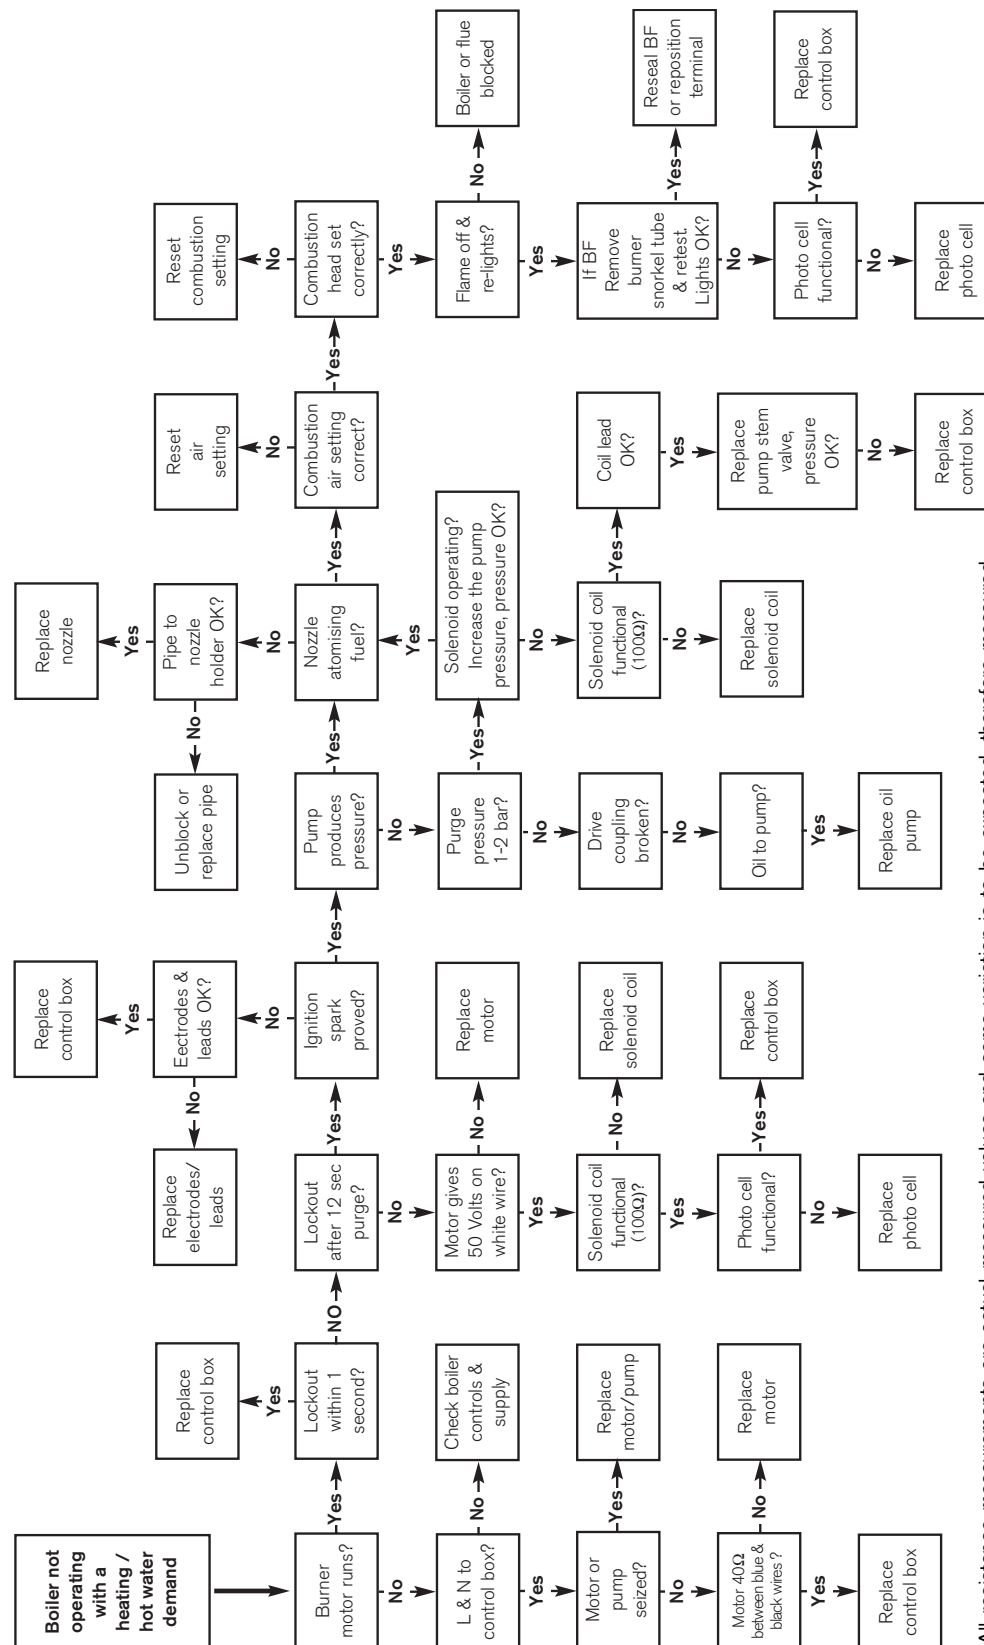 Boiler not
operating
with a
heating /
hot water
demand
Replace
control box
Replace
nozzle
Yes
Yes
Replace
control box
Replace
electrodes/
leads
No
Eectrodes &
leads OK?
Unblock or
replace pipe
No
Pipe to
nozzle
holder OK?
Reset
air
setting
Reset
combustion
setting
Yes
No
No
No
No
Burner
motor runs?
Yes
Lockout
within 1
second?
NO
Lockout
after 12 sec
purge?
Yes
Ignition
spark
proved?
Yes
Pump
produces
pressure?
Yes
Nozzle
atomising
fuel?
Yes
Combustion
air setting
correct?
Yes
Combustion
head set
correctly?
No
No
No
Yes
Yes
L & N to
control box?
No
Check boiler
controls &
supply
Motor gives
50 Volts on
white wire?
No
Replace
motor
Purge
pressure
1-2 bar?
Yes
Solenoid operating?
Increase the pump
pressure, pressure OK?
Flame off &
re-lights?
No
Boiler or flue
blocked
Yes
Yes
No
No
Yes
Motor or
pump
seized?
Yes
Replace
motor/pump
Solenoid coil
functional
(100Ω)?
No
Replace
solenoid coil
Drive
coupling
broken?
Solenoid coil
functional
(100Ω)?
Yes
Coil lead
OK?
If BF
Remove
burner
snorkel tube
& retest.
Lights OK?
Yes
Reseal BF
or reposition
terminal
No
Yes
No
No
Yes
No
Motor 40Ω
between blue &
black wires ?
No
Replace
motor
Photo cell
functional?
Yes
Replace
control box
Oil to pump?
Replace
solenoid coil
Replace
pump stem
valve,
pressure
OK?
Photo cell
functional?
Yes
Replace
control box
Yes
No
Yes
No
No
Replace
control box
Replace
photo cell
Replace oil
pump
Replace
control box
Replace
photo cell
All resistance measurements are actual measured values and some variation is to be expected, therefore measured